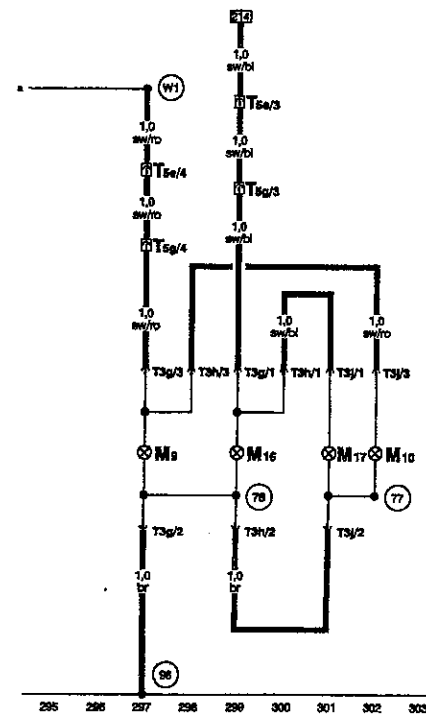 214
a
W1
1,0
sw/bl
T5e/3
1,0
sw/ro
T5e/4
1,0
sw/bl
T5g/3
1,0
sw/ro
T5g/4
1,0
sw/bl
1,0
sw/ro
1,0
sw/bl
1,0
sw/ro
T3g/3 T3h/3 T3g/1 T3h/1 T3j/1 T3j/3
M9 M16 M17 M10
76 77
T3g/2 T3h/2 T3j/2
1,0
br
1,0
br
98
295 296 297 298 299 300 301 302 303